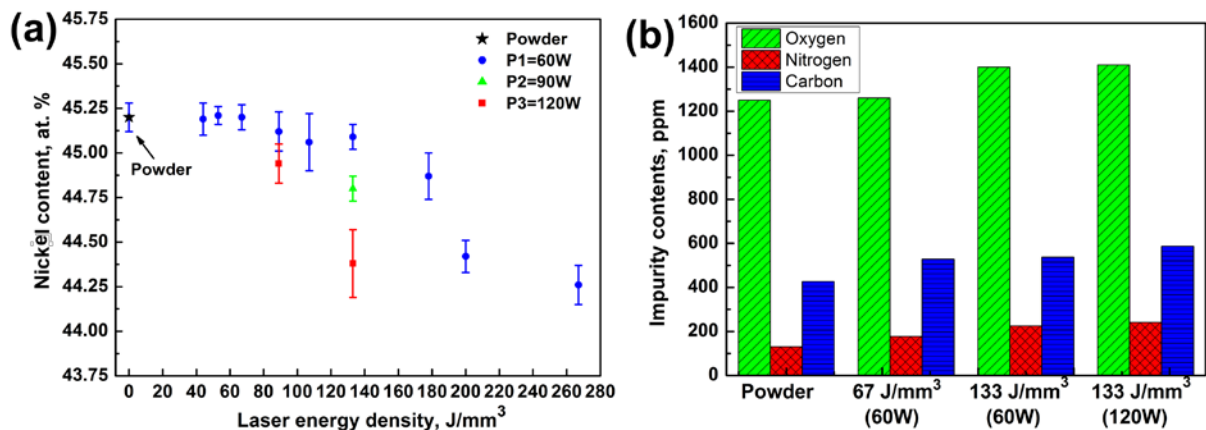 (a)
45.75
45.50
45.25
45.00
44.75
44.50
44.25
44.00
43.75
Nickel content, at. %
Powder
P1=60W
P2=90W
P3=120W
Powder
0 20 40 60 80 100 120 140 160 180 200 220 240 260 280
Laser energy density, J/mm³
(b)
1600
1400
1200
1000
800
600
400
200
0
Impurity contents, ppm
Oxygen
Nitrogen
Carbon
Powder 67 J/mm³ 133 J/mm³ 133 J/mm³
(60W) (60W) (120W)